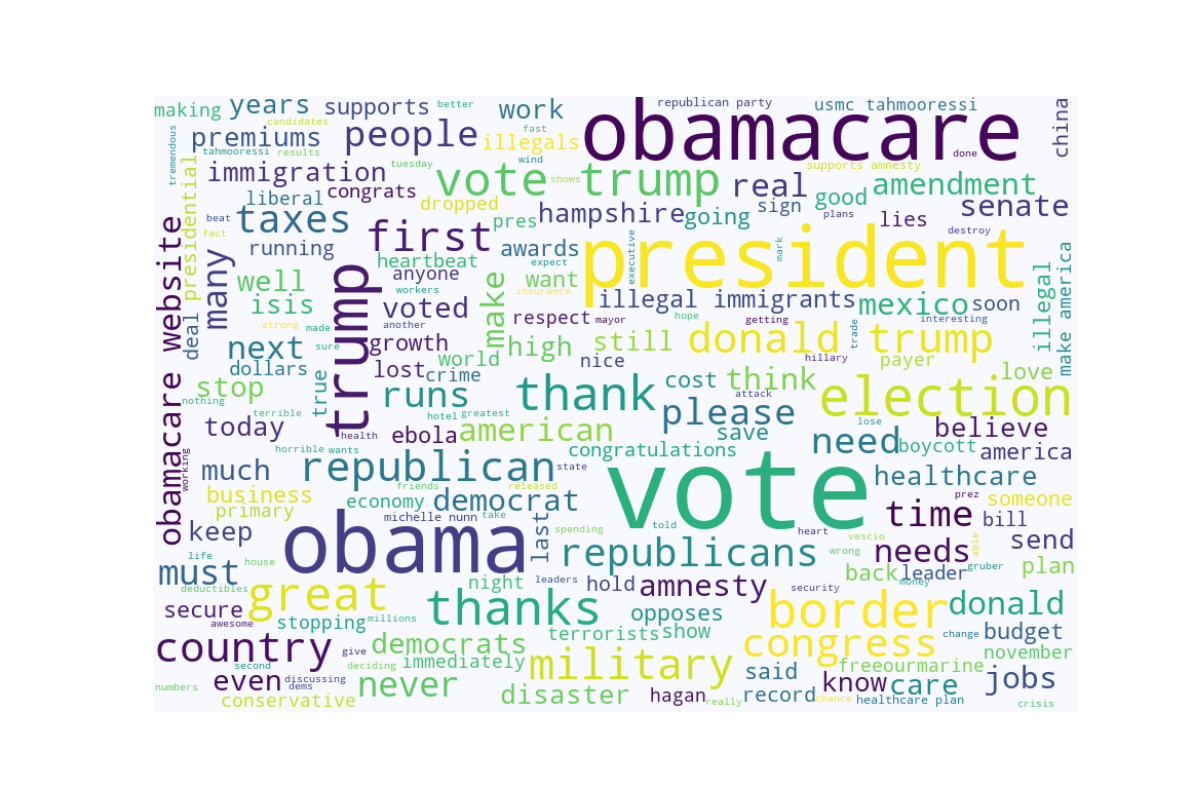 making
years
supports
better
work
republican party
usmc tahmooressi
china
tremendous
candidates
premiums
people
fast
illegals
obamacare
done
tahmooressi
results
tuesday
wind
supports amnesty
immigration
vote trump
shows
real
amendment
presidential
liberal
congrats
dropped
sign
good
senate
beat
taxes
pres
hampshire
going
plans
lies
fact
first
executive
destroy
running
awards
president
mark
obamacare website
many
heartbeat
expect
make america
well
anyone
want
illegal
workers
insurance
isis
make
illegal immigrants
mexico
soon
deal
trump
voted
respect
mayor
hope
getting
interesting
strong
made
another
growth
high
still
donald trump
trade
next
sure
world
nice
hillary
payer
dollars
lost
crime
cost
think
love
stop
true
runs
thank
attack
election
nothing
terrible
hotel
greatest
please
lose
today
health
ebola
american
save
need
believe
horrible
wants
congratulations
boycott
america
working
much
republican
state
vote
healthcare
business
friends
released
prez
someone
primary
economy
democrat
time
keep
obama
michelle nunn
take
last
spending
told
heart
vescio
bill
send
life
house
republicans
wrong
needs
able
must
night
leaders
hold
amnesty
security
back
leader
gruber
plan
deductibles
great
money
secure
awesome
thanks
opposes
border
donald
stopping
millions
terrorists
show
change
budget
country
give
democrats
congress
november
second
deciding
immediately
military
said
freeourmarine
numbers
even
discussing
dems
never
know
care
jobs
conservative
disaster
hagan
really
record
chance
healthcare plan
crisis